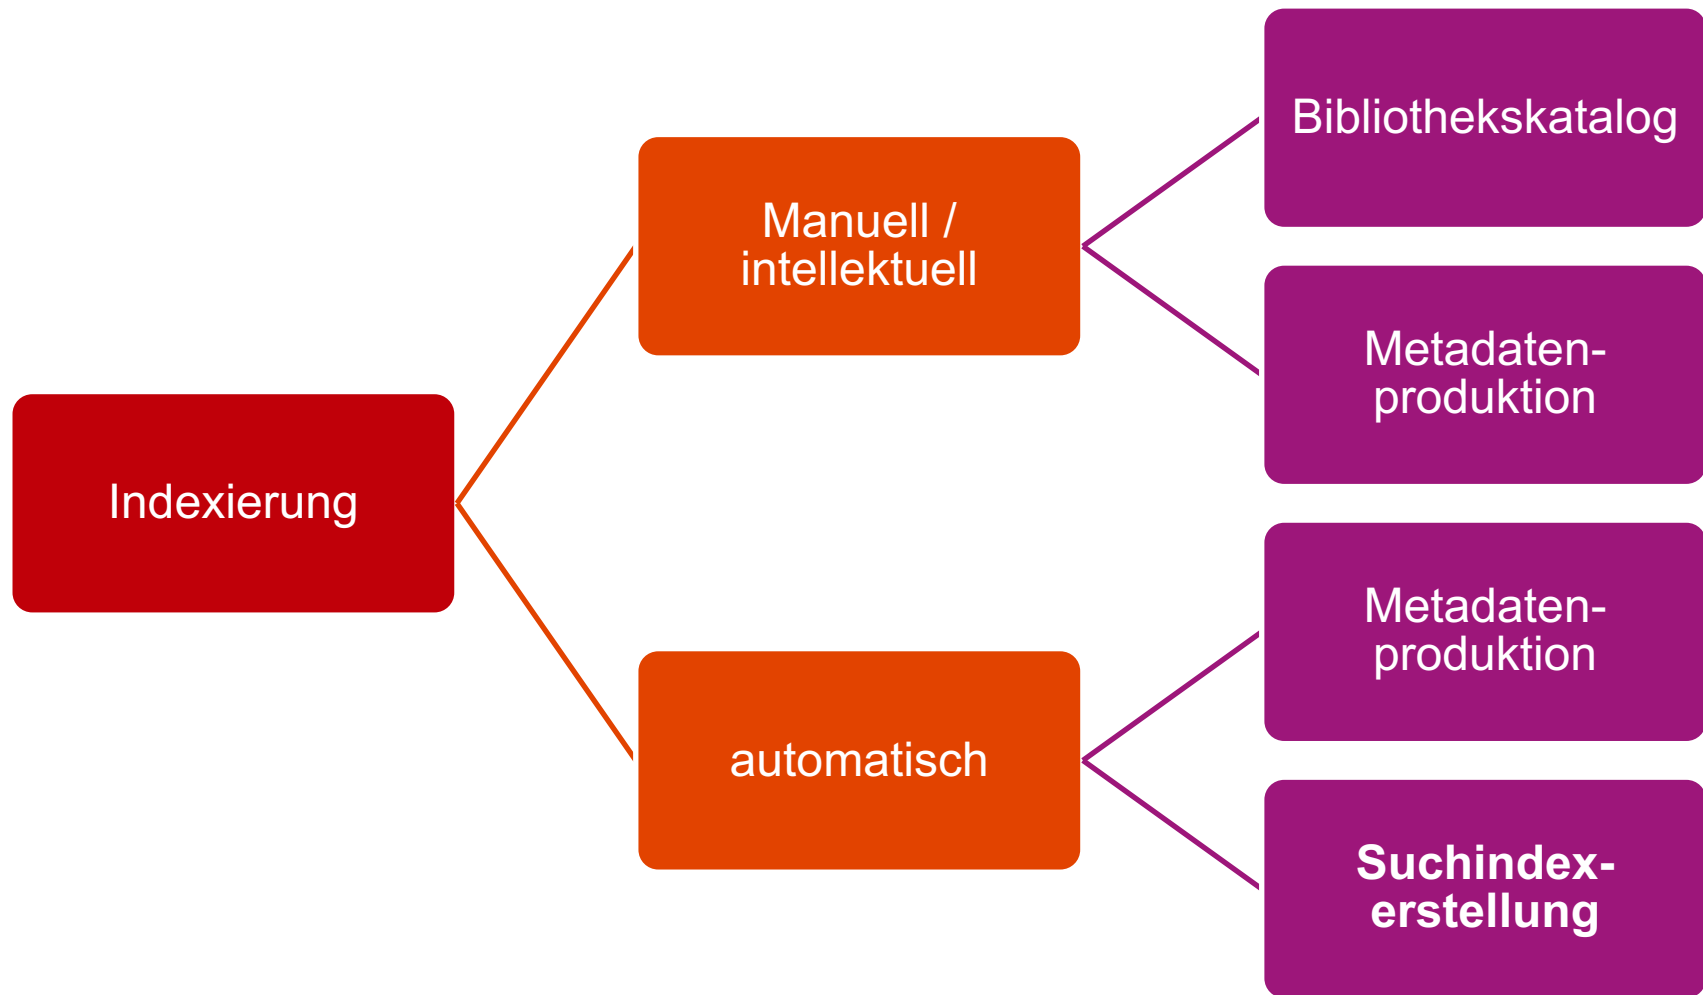 Indexierung
Manuell /
intellektuell
Bibliothekskatalog
Metadaten-
produktion
automatisch
Metadaten-
produktion
Suchindex-
erstellung